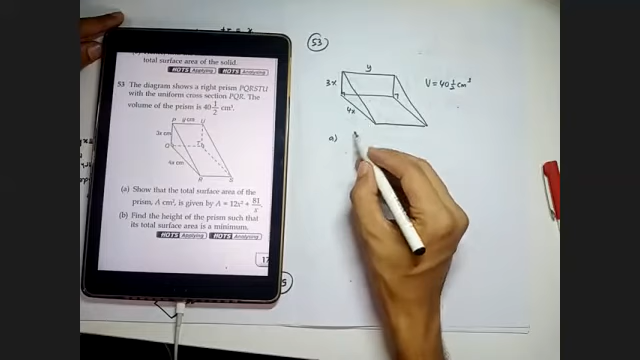 total surface area of the solid.
HOTS Applying HOTS Analysing
53 The diagram shows a right prism PQRSTU
with the uniform cross section PQR. The
volume of the prism is 40 1/2 cm³.
P y cm U
3x cm
Q T
4x cm
R S
(a) Show that the total surface area of the
prism, A cm², is given by A = 12x² + 81/x.
(b) Find the height of the prism such that
its total surface area is a minimum.
HOTS Applying HOTS Analysing
17
53
y
3x
4x
V = 40 1/2 cm³
a)